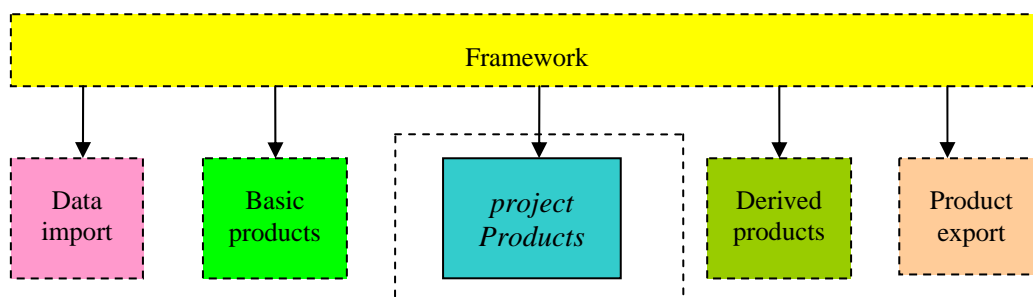 Framework
Data
import
Basic
products
project
Products
Derived
products
Product
export